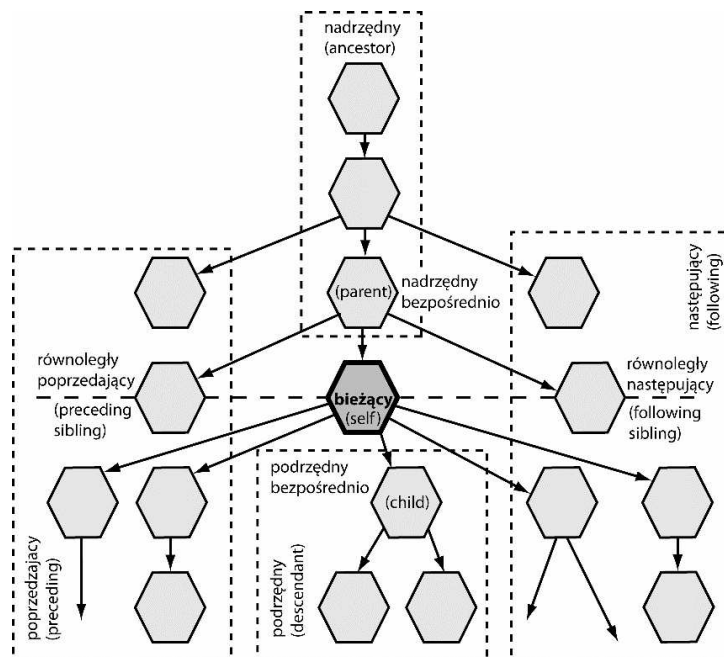 nadrzędny
(ancestor)
(parent)
nadrzędny
bezpośrednio
następujący
(following)
równoległy
poprzedający
(preceding
sibling)
bieżący
(self)
równoległy
następujący
(following
sibling)
podrzędny
bezpośrednio
(child)
poprzedzajacy
(preceding)
podrzędny
(descendant)